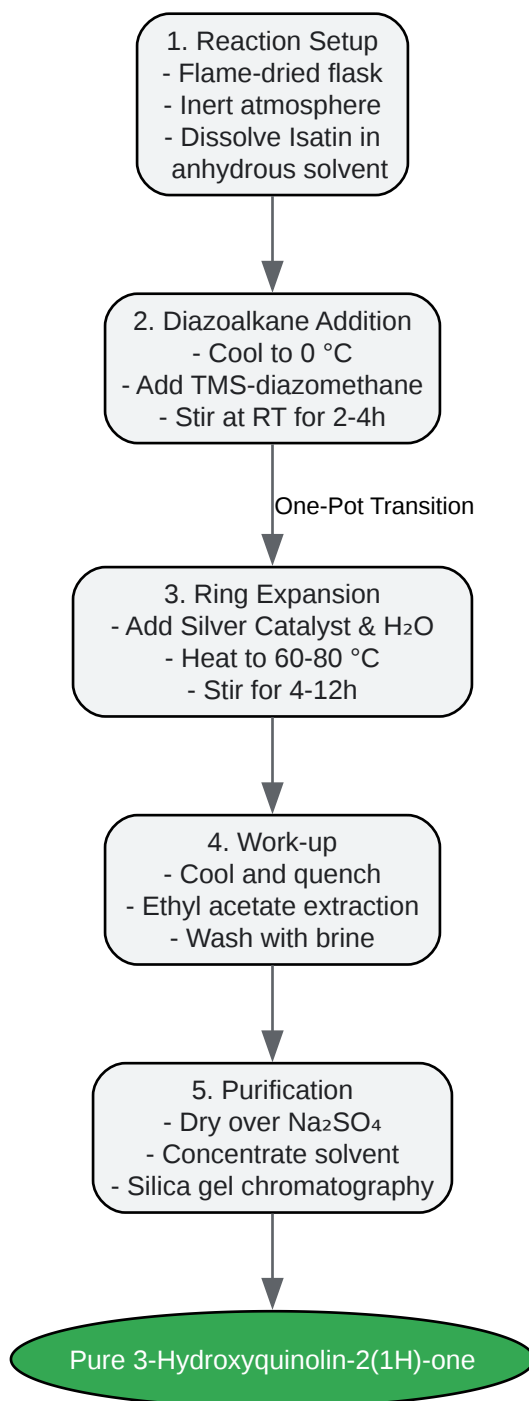 1. Reaction Setup
- Flame-dried flask
- Inert atmosphere
- Dissolve Isatin in
anhydrous solvent
2. Diazoalkane Addition
- Cool to 0 °C
- Add TMS-diazomethane
- Stir at RT for 2-4h
One-Pot Transition
3. Ring Expansion
- Add Silver Catalyst & H₂O
- Heat to 60-80 °C
- Stir for 4-12h
4. Work-up
- Cool and quench
- Ethyl acetate extraction
- Wash with brine
5. Purification
- Dry over Na₂SO₄
- Concentrate solvent
- Silica gel chromatography
Pure 3-Hydroxyquinolin-2(1H)-one